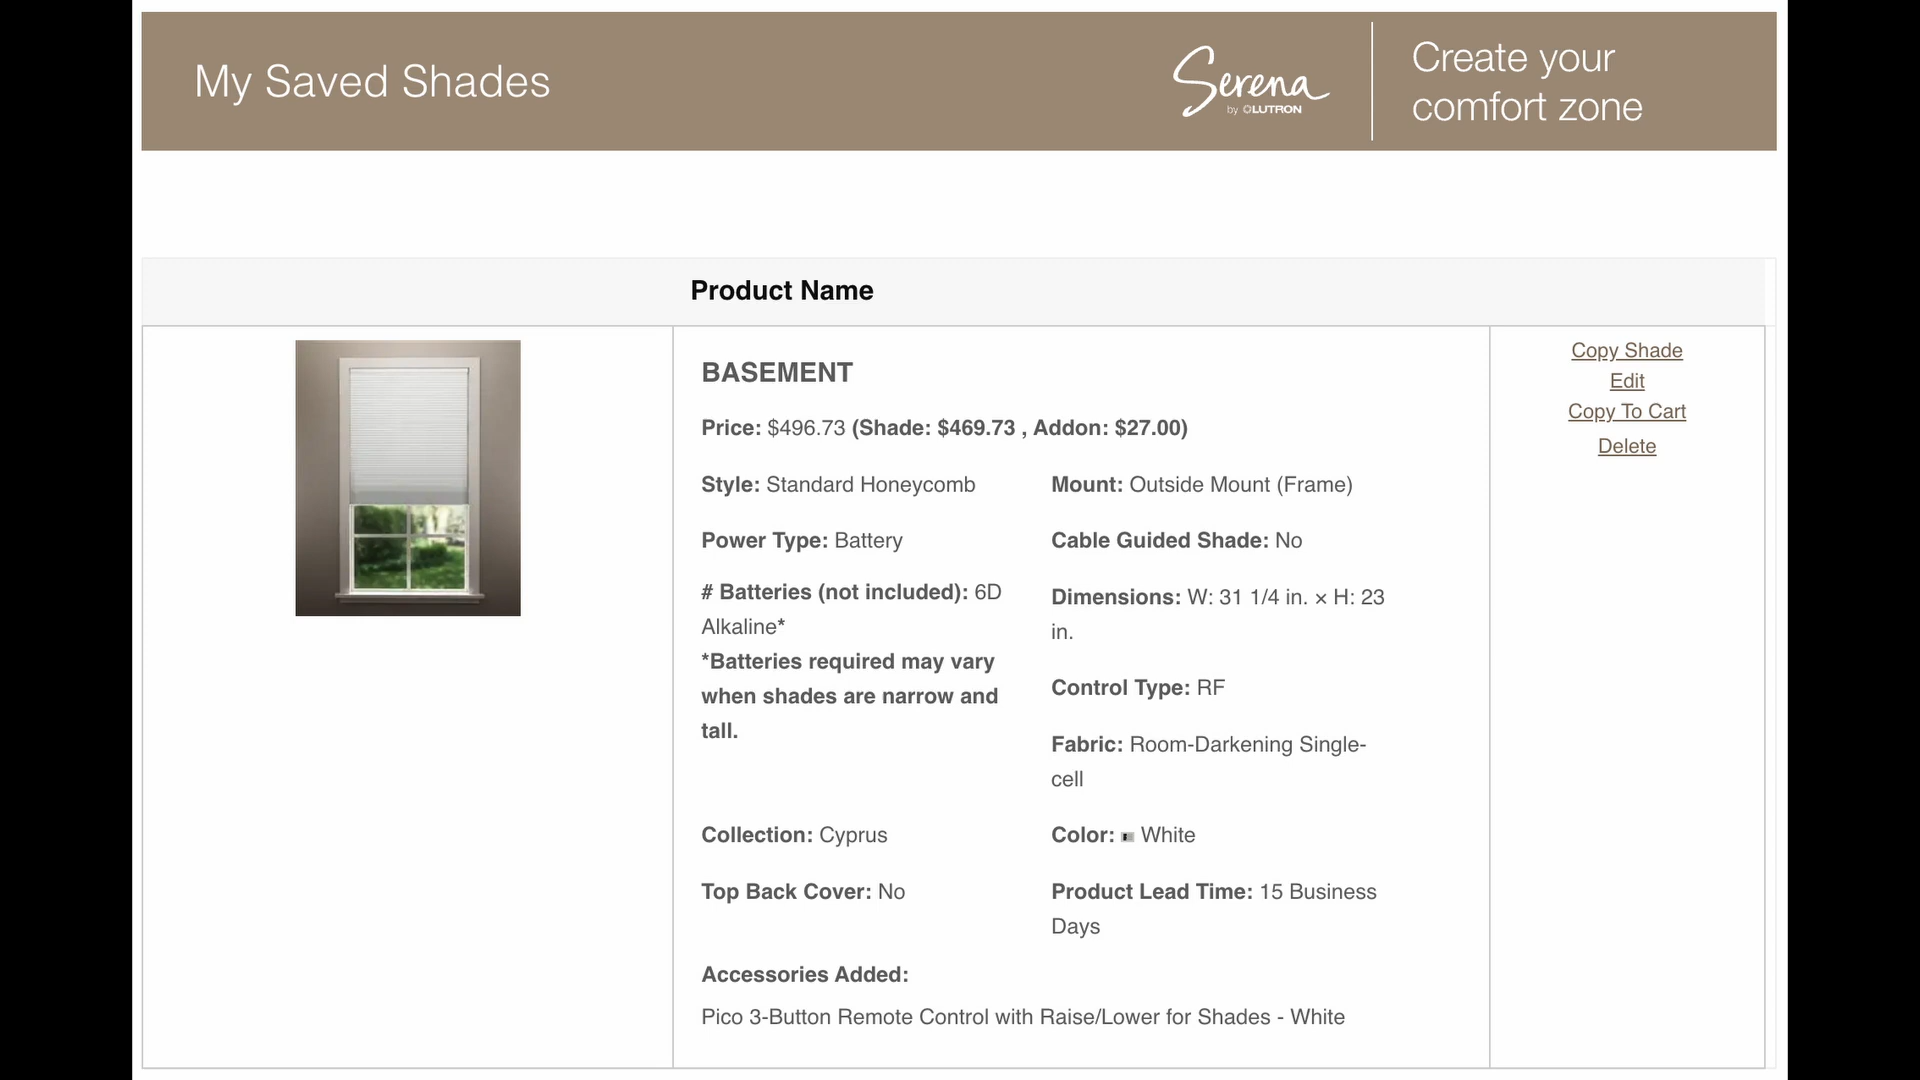 My Saved Shades
Serena
by LUTRON
Create your
comfort zone
Product Name
BASEMENT
Price: $496.73 (Shade: $469.73 , Addon: $27.00)
Style: Standard Honeycomb
Mount: Outside Mount (Frame)
Power Type: Battery
Cable Guided Shade: No
# Batteries (not included): 6D
Alkaline*
*Batteries required may vary
when shades are narrow and
tall.
Dimensions: W: 31 1/4 in. × H: 23
in.
Control Type: RF
Fabric: Room-Darkening Single-
cell
Collection: Cyprus
Color: White
Top Back Cover: No
Product Lead Time: 15 Business
Days
Accessories Added:
Pico 3-Button Remote Control with Raise/Lower for Shades - White
Copy Shade
Edit
Copy To Cart
Delete